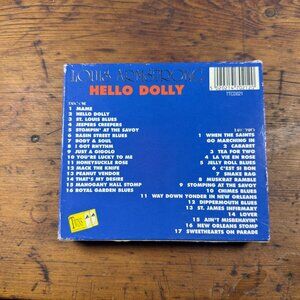 LOUIS ARMSTRONG
HELLO DOLLY
TTCD021
DISC ONE
1 MAME
2 HELLO DOLLY
3 ST. LOUIS BLUES
4 JEEPERS CREEPERS
5 STOMPIN' AT THE SAVOY
6 BASIN STREET BLUES
7 BODY & SOUL
8 I GOT RHYTHM
9 JUST A GIGOLO
10 YOU'RE LUCKY TO ME
11 HONEYSUCKLE ROSE
12 MACK THE KNIFE
13 PEANUT VENDOR
14 THAT'S MY DESIRE
15 MAHOGANY HALL STOMP
16 ROYAL GARDEN BLUES
DISC TWO
1 WHEN THE SAINTS
GO MARCHING IN
2 CABARET
3 TEA FOR TWO
4 LA VIE EN ROSE
5 JELLY ROLL BLUES
6 C'EST SI BON
7 SNAKE RAG
8 MUSKRAT RAMBLE
9 STOMPING AT THE SAVOY
10 CHIMES BLUES
11 WAY DOWN YONDER IN NEW ORLEANS
12 DIPPERMOUTH BLUES
13 ST. JAMES INFIRMARY
14 LOVER
15 AIN'T MISBEHAVIN'
16 NEW ORLEANS STOMP
17 SWEETHEARTS ON PARADE